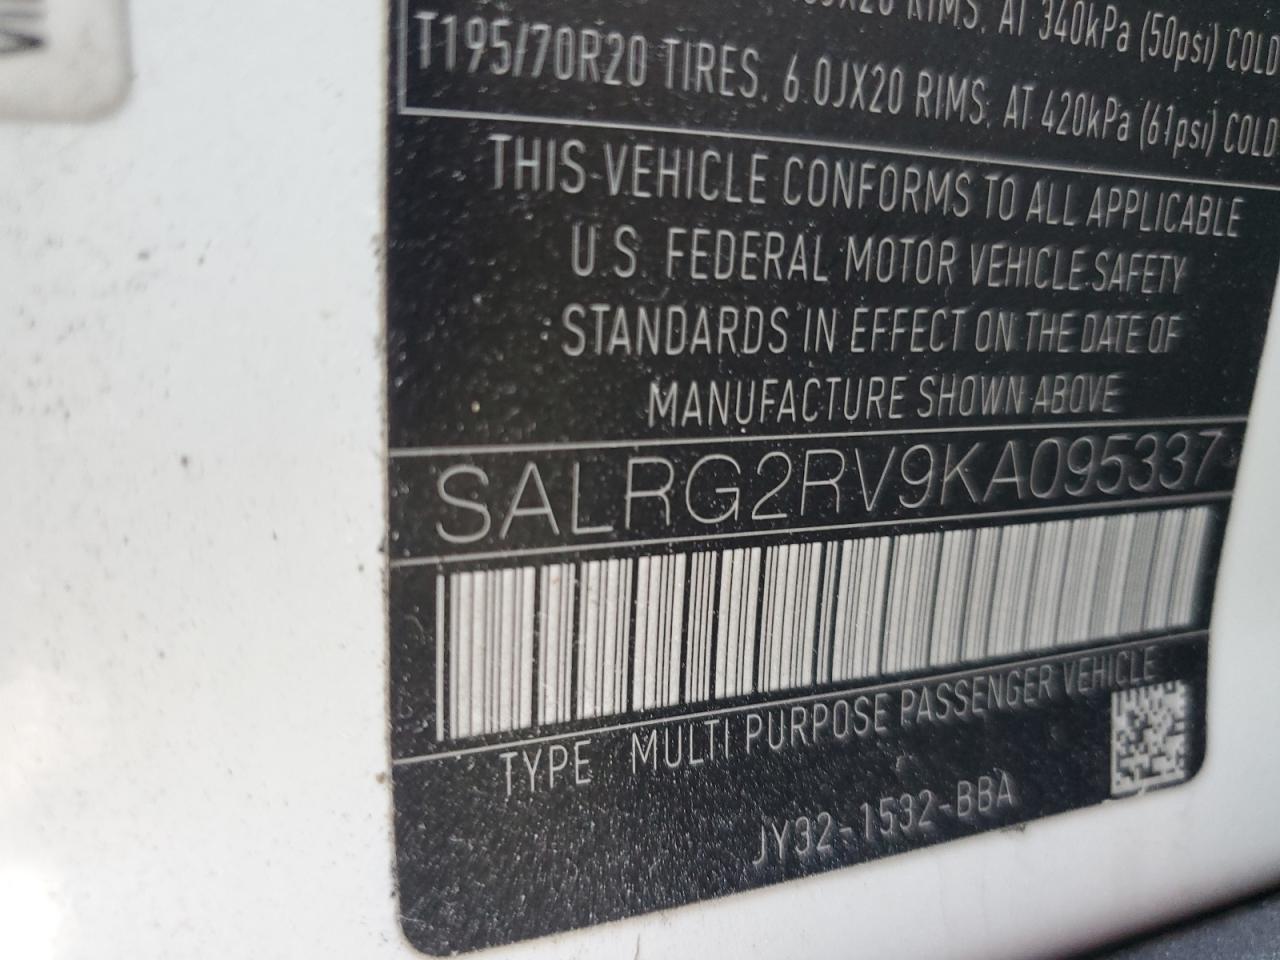 RIMS, AT 340kPa (50psi) COLD
T195/70R20 TIRES, 6.0JX20 RIMS, AT 420kPa (61psi) COLD
THIS VEHICLE CONFORMS TO ALL APPLICABLE
U.S. FEDERAL MOTOR VEHICLE SAFETY
STANDARDS IN EFFECT ON THE DATE OF
MANUFACTURE SHOWN ABOVE
SALRG2RV9KA095337
TYPE MULTI PURPOSE PASSENGER VEHICLE
JY32-1532-BBA